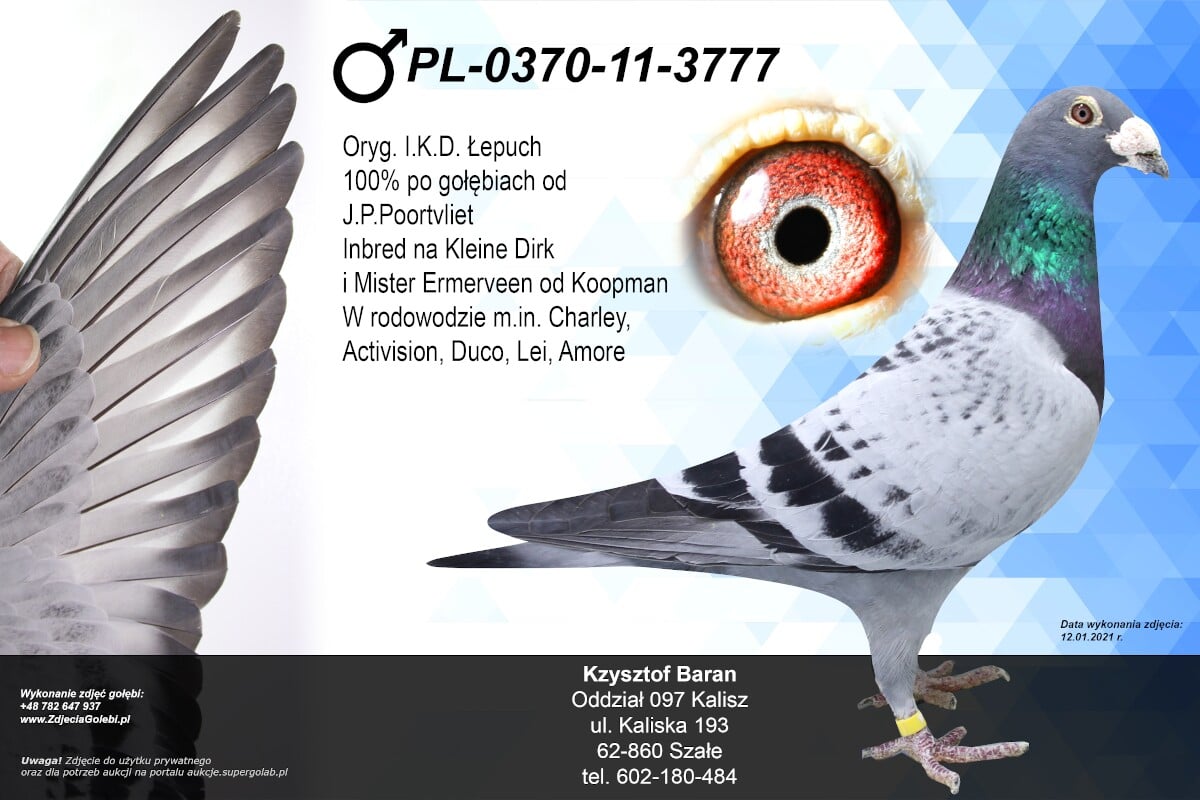 PL-0370-11-3777
Oryg. I.K.D. Łepuch
100% po gołębiach od
J.P.Poortvliet
Inbred na Kleine Dirk
i Mister Ermerveen od Koopman
W rodowodzie m.in. Charley,
Activision, Duco, Lei, Amore
Data wykonania zdjęcia:
12.01.2021 r.
Kzysztof Baran
Oddział 097 Kalisz
ul. Kaliska 193
62-860 Szałe
tel. 602-180-484
Wykonanie zdjęć gołębi:
+48 782 647 937
www.ZdjeciaGolebi.pl
Uwaga! Zdjęcie do użytku prywatnego
oraz dla potrzeb aukcji na portalu aukcje.supergolab.pl